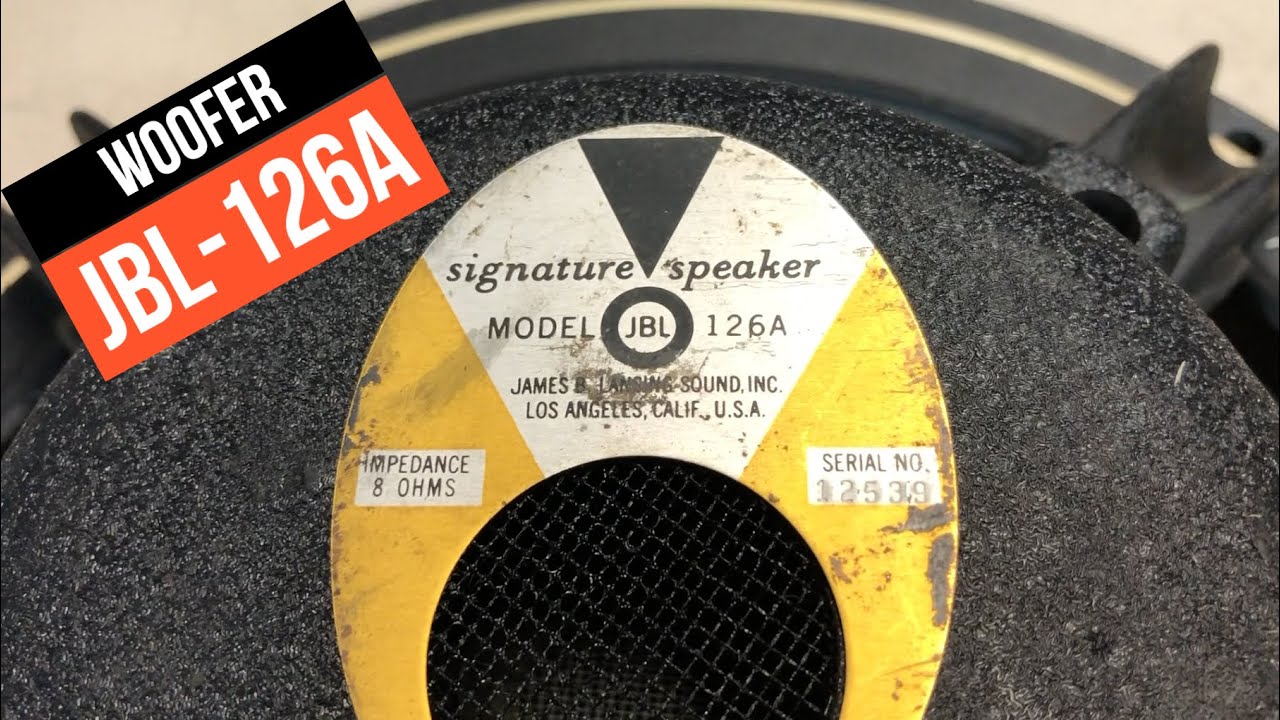 WOOFER
JBL-126A
signature speaker
MODEL JBL 126A
JAMES B. LANSING SOUND, INC.
LOS ANGELES, CALIF., U.S.A.
IMPEDANCE
8 OHMS
SERIAL NO.
12539